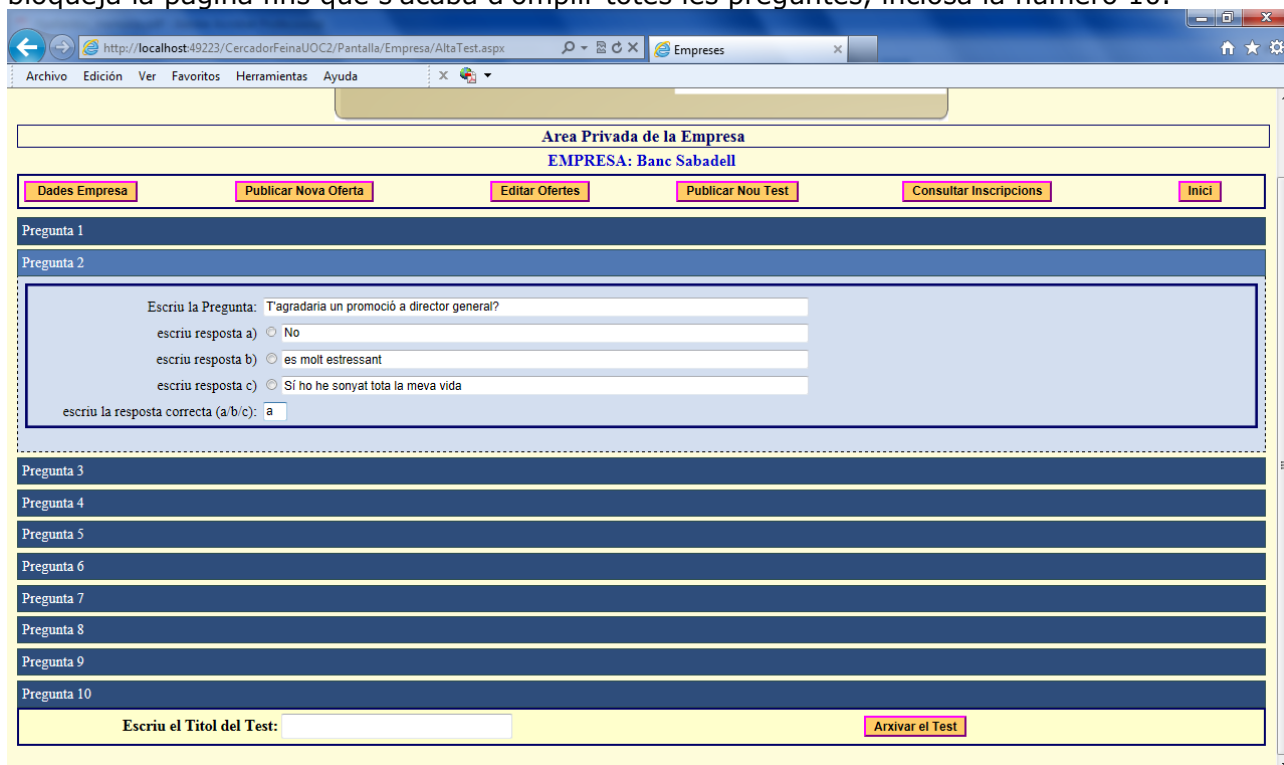 bloqueja la pàgina fins que s'acaba d'omplir totes les preguntes, inclosa la número 10.
http://localhost:49223/CercadorFeinaUOC2/Pantalla/Empresa/AltaTest.aspx
Empreses
Archivo Edición Ver Favoritos Herramientas Ayuda
Area Privada de la Empresa
EMPRESA: Banc Sabadell
Dades Empresa Publicar Nova Oferta Editar Ofertes Publicar Nou Test Consultar Inscripcions Inici
Pregunta 1
Pregunta 2
Escriu la Pregunta: T'agradaria un promoció a director general?
escriu resposta a) No
escriu resposta b) es molt estressant
escriu resposta c) Sí ho he sonyat tota la meva vida
escriu la resposta correcta (a/b/c): a
Pregunta 3
Pregunta 4
Pregunta 5
Pregunta 6
Pregunta 7
Pregunta 8
Pregunta 9
Pregunta 10
Escriu el Titol del Test: Arxivar el Test